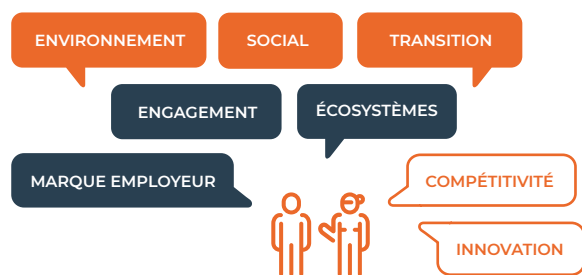 ENVIRONNEMENT
SOCIAL
TRANSITION
ENGAGEMENT
ÉCOSYSTÈMES
MARQUE EMPLOYEUR
COMPÉTITIVITÉ
INNOVATION